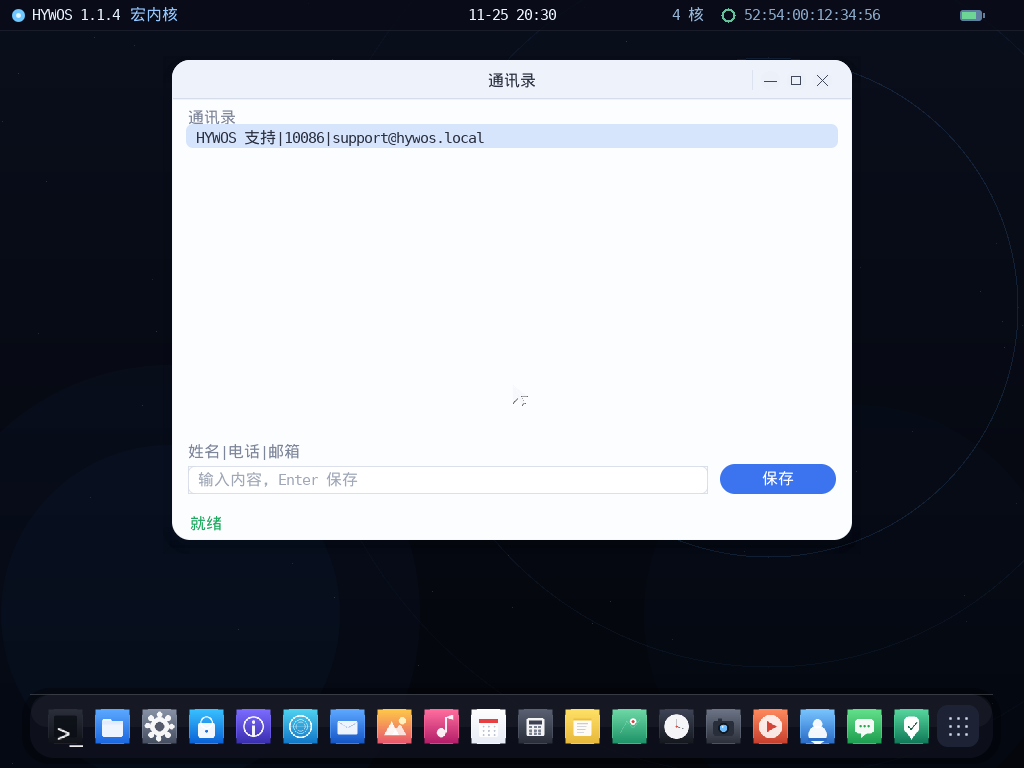 HYWOS 1.1.4 宏内核 11-25 20:30 4 核 52:54:00:12:34:56
通讯录
通讯录
HYWOS 支持|10086|support@hywos.local
姓名|电话|邮箱
输入内容, Enter 保存 保存
就绪